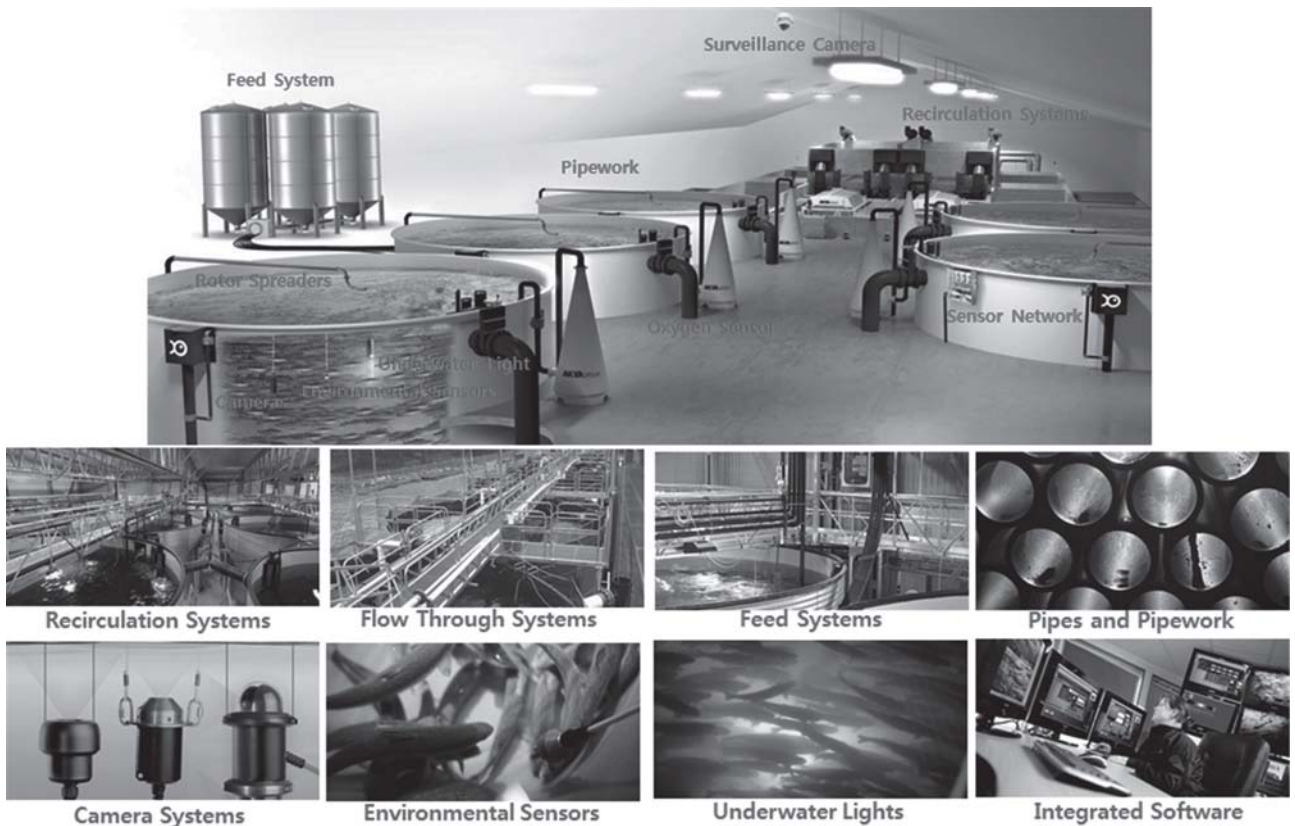 Surveillance Camera
Feed System
Recirculation Systems
Pipework
Rotor Spreaders
Oxygen Sensor
Sensor Network
Underwater Light
Environmental Sensors
Camera
AKVAGROUP
Recirculation Systems
Flow Through Systems
Feed Systems
Pipes and Pipework
Camera Systems
Environmental Sensors
Underwater Lights
Integrated Software